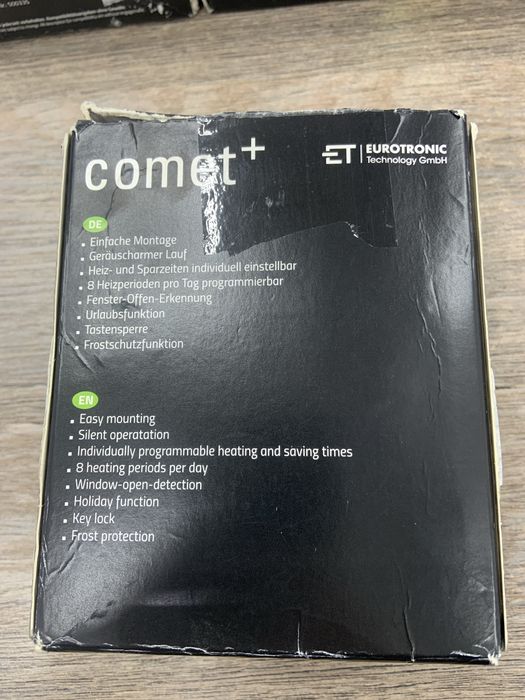 Nr. 500335
comet+
ET EUROTRONIC
Technology GmbH
DE
Einfache Montage
Geräuscharmer Lauf
Heiz- und Sparzeiten individuell einstellbar
8 Heizperioden pro Tag programmierbar
Fenster-Offen-Erkennung
Urlaubsfunktion
Tastensperre
Frostschutzfunktion
EN
Easy mounting
Silent operatation
Individually programmable heating and saving times
8 heating periods per day
Window-open-detection
Holiday function
Key lock
Frost protection